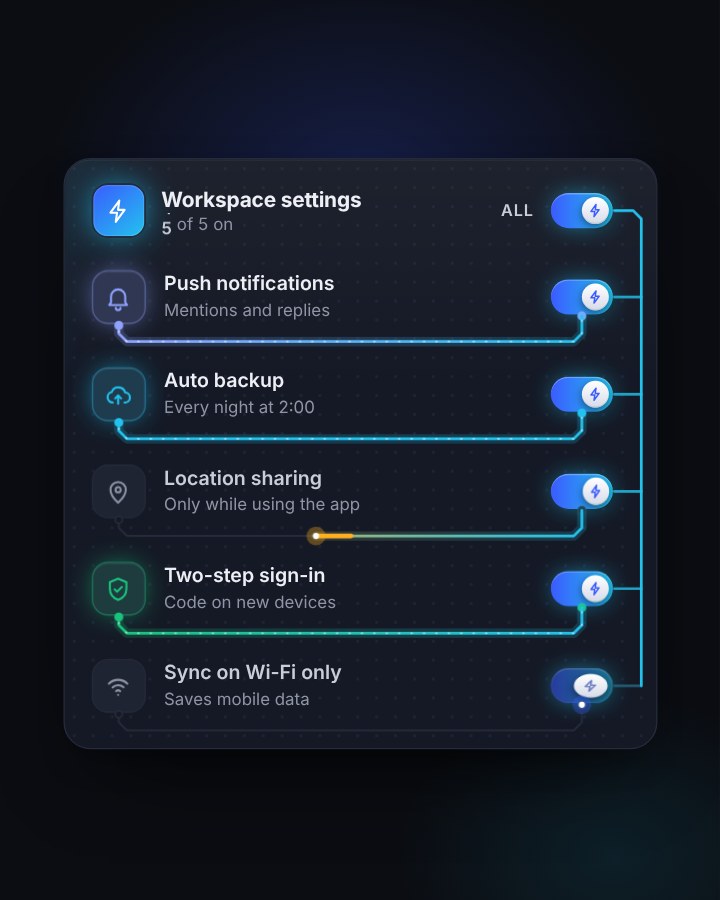 Workspace settings
5 of 5 on
ALL
Push notifications
Mentions and replies
Auto backup
Every night at 2:00
Location sharing
Only while using the app
Two-step sign-in
Code on new devices
Sync on Wi-Fi only
Saves mobile data